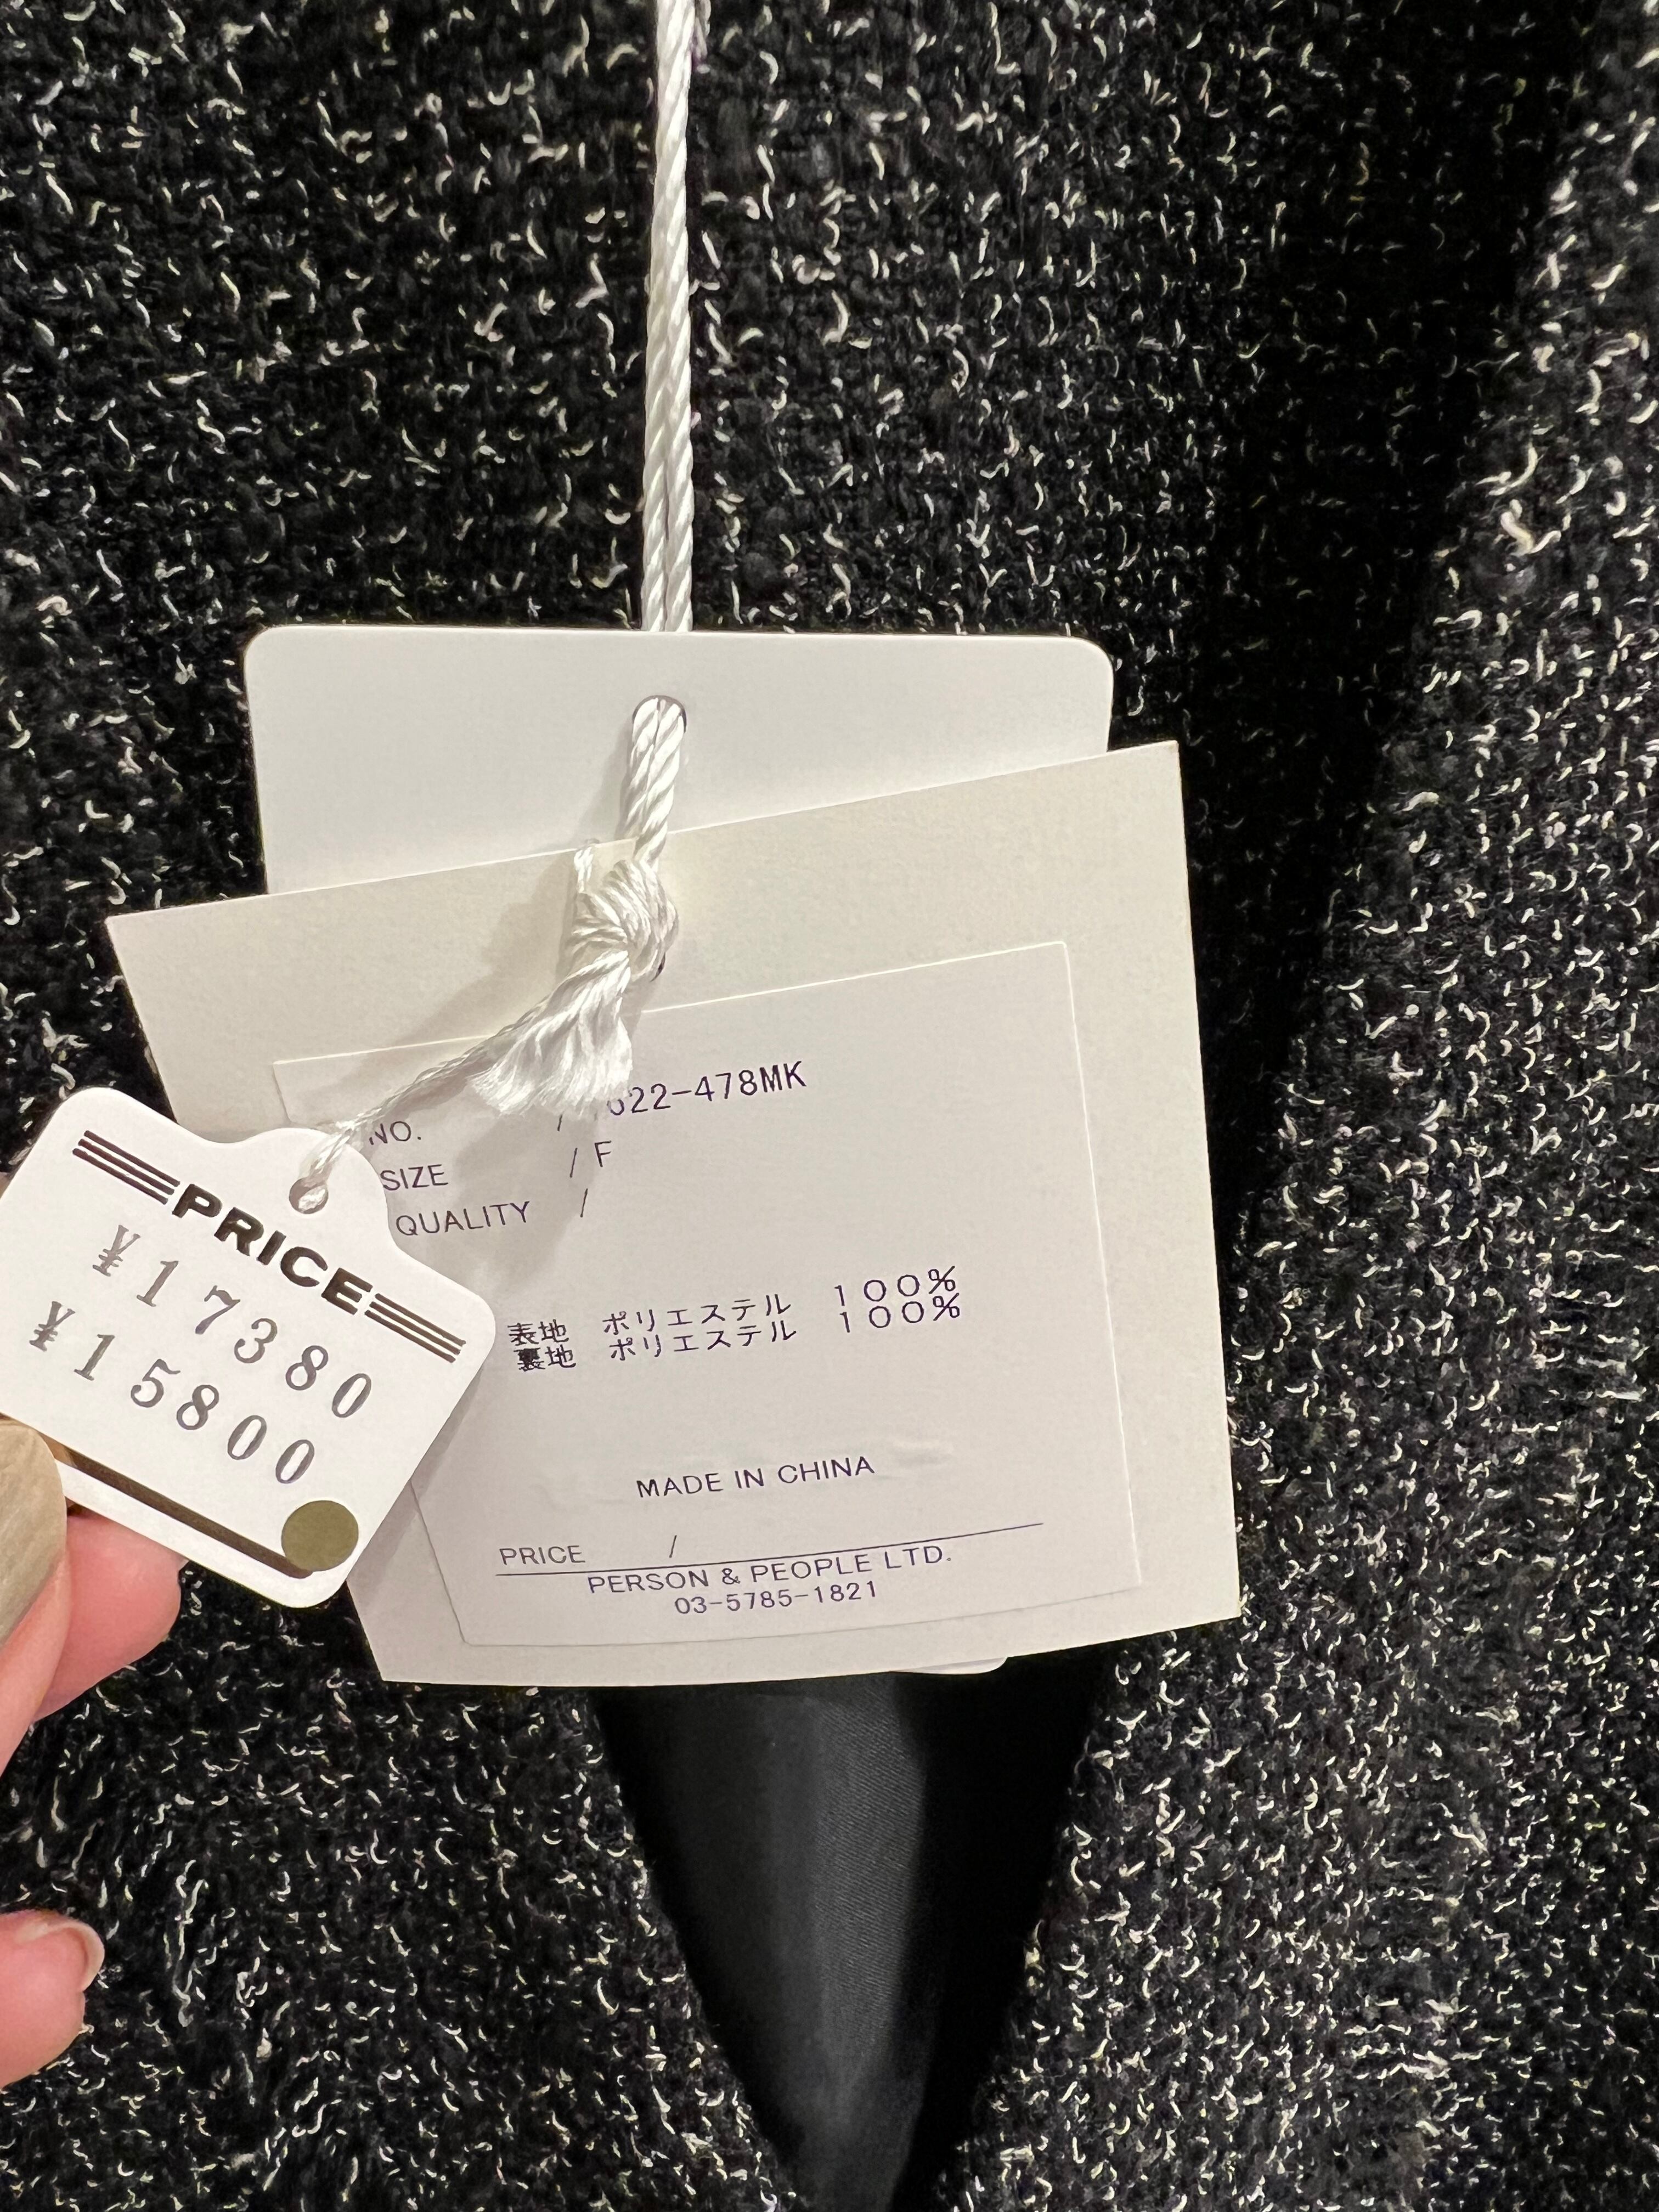 NO. / 622-478MK
SIZE / F
QUALITY /
表地 ポリエステル 100%
裏地 ポリエステル 100%
MADE IN CHINA
PRICE /
PERSON & PEOPLE LTD.
03-5785-1821
PRICE
¥17380
¥15800